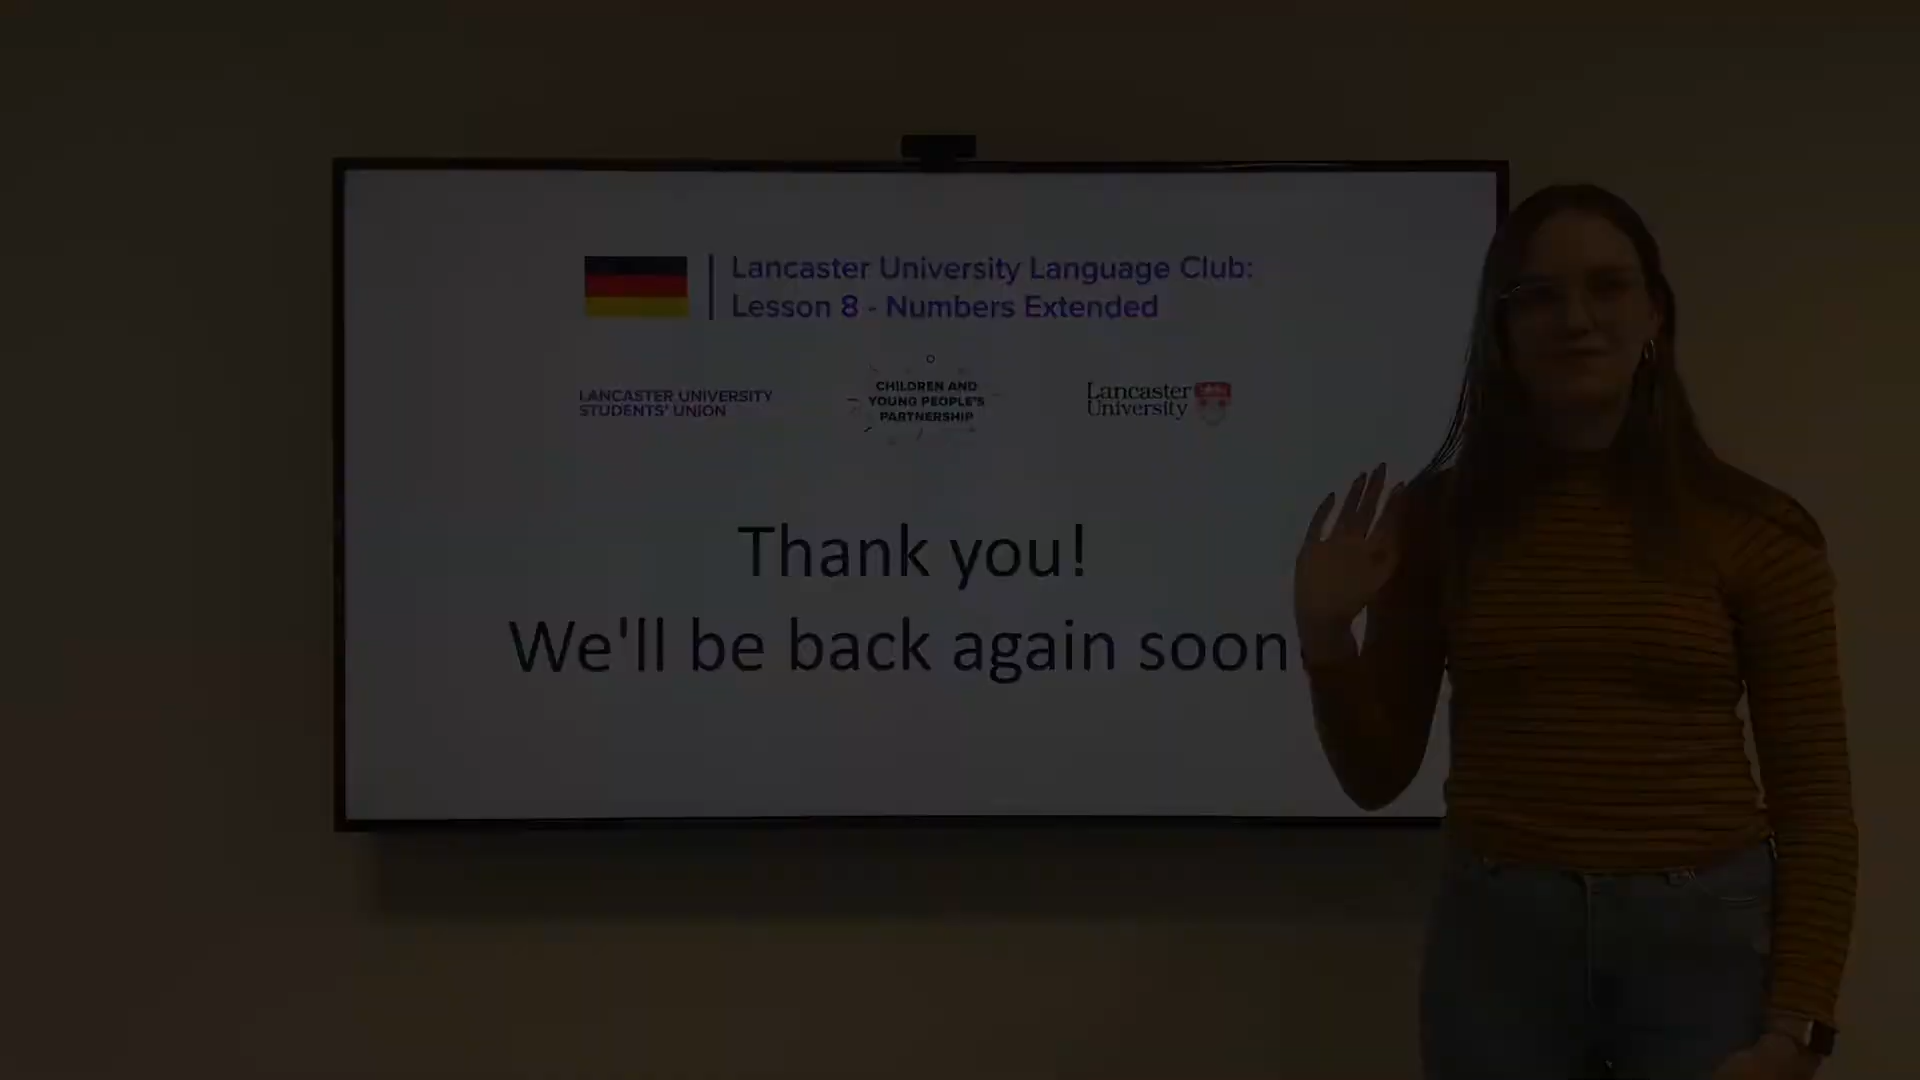 Lancaster University Language Club:
Lesson 8 - Numbers Extended
LANCASTER UNIVERSITY
STUDENTS' UNION
CHILDREN AND
YOUNG PEOPLE'S
PARTNERSHIP
Lancaster
University
Thank you!
We'll be back again soon